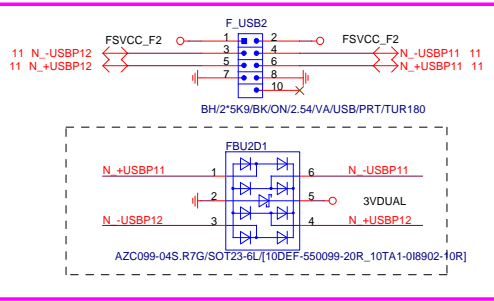 F_USB2
FSVCC_F2 1 2 FSVCC_F2
11 N_-USBP12 3 4 N_-USBP11 11
11 N_+USBP12 5 6 N_+USBP11 11
7 8
10
BH/2*5K9/BK/ON/2.54/VA/USB/PRT/TUR180
FBU2D1
N_+USBP11 1 6 N_-USBP11
2 5 3VDUAL
N_-USBP12 3 4 N_+USBP12
AZC099-04S.R7G/SOT23-6L/[10DEF-550099-20R_10TA1-0I8902-10R]